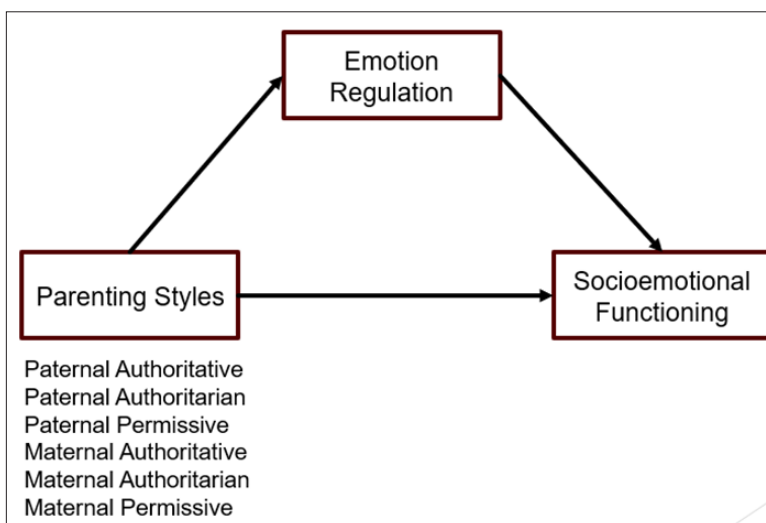 Emotion
Regulation
Parenting Styles
Socioemotional
Functioning
Paternal Authoritative
Paternal Authoritarian
Paternal Permissive
Maternal Authoritative
Maternal Authoritarian
Maternal Permissive